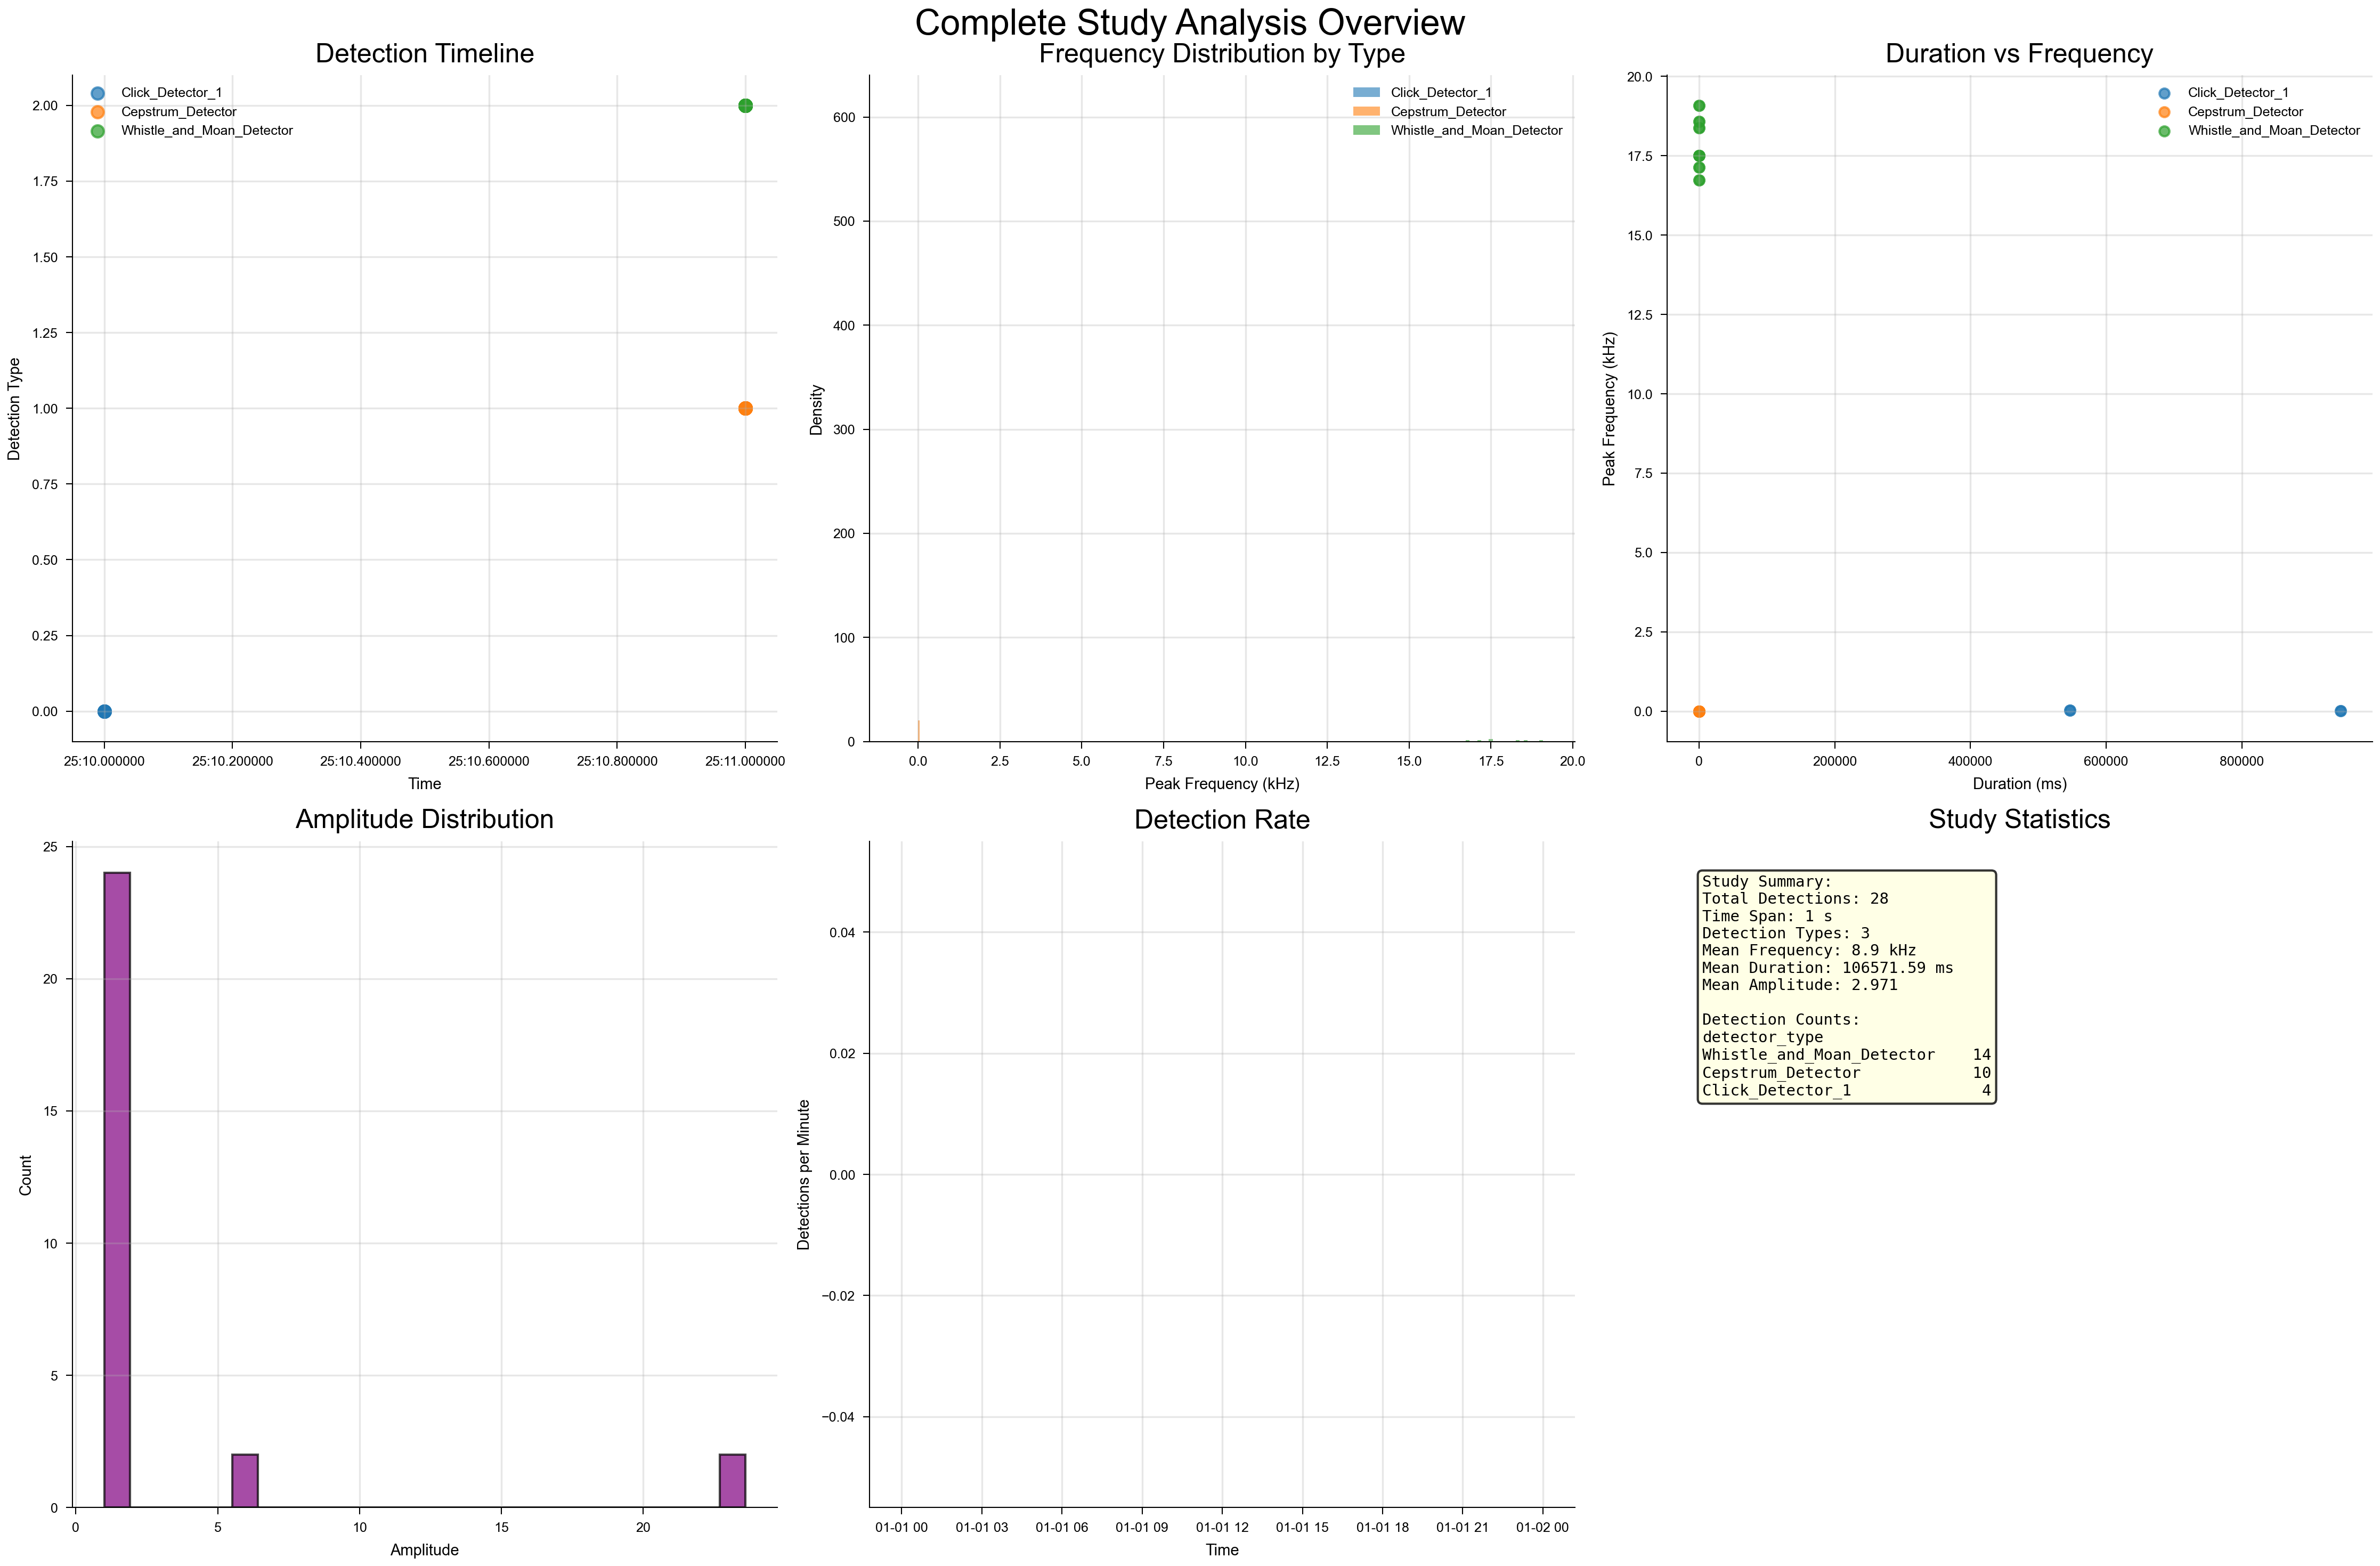 Complete Study Analysis Overview
Detection Timeline
Click_Detector_1
Cepstrum_Detector
Whistle_and_Moan_Detector
2.00
1.75
1.50
1.25
1.00
0.75
0.50
0.25
0.00
Detection Type
25:10.000000 25:10.200000 25:10.400000 25:10.600000 25:10.800000 25:11.000000
Time
Frequency Distribution by Type
Click_Detector_1
Cepstrum_Detector
Whistle_and_Moan_Detector
600
500
400
300
200
100
0
Density
0.0 2.5 5.0 7.5 10.0 12.5 15.0 17.5 20.0
Peak Frequency (kHz)
Duration vs Frequency
Click_Detector_1
Cepstrum_Detector
Whistle_and_Moan_Detector
20.0
17.5
15.0
12.5
10.0
7.5
5.0
2.5
0.0
Peak Frequency (kHz)
0 200000 400000 600000 800000
Duration (ms)
Amplitude Distribution
25
20
15
10
5
0
Count
0 5 10 15 20
Amplitude
Detection Rate
0.04
0.02
0.00
−0.02
−0.04
Detections per Minute
01-01 00 01-01 03 01-01 06 01-01 09 01-01 12 01-01 15 01-01 18 01-01 21 01-02 00
Time
Study Statistics
Study Summary:
Total Detections: 28
Time Span: 1 s
Detection Types: 3
Mean Frequency: 8.9 kHz
Mean Duration: 106571.59 ms
Mean Amplitude: 2.971
Detection Counts:
detector_type
Whistle_and_Moan_Detector 14
Cepstrum_Detector 10
Click_Detector_1 4